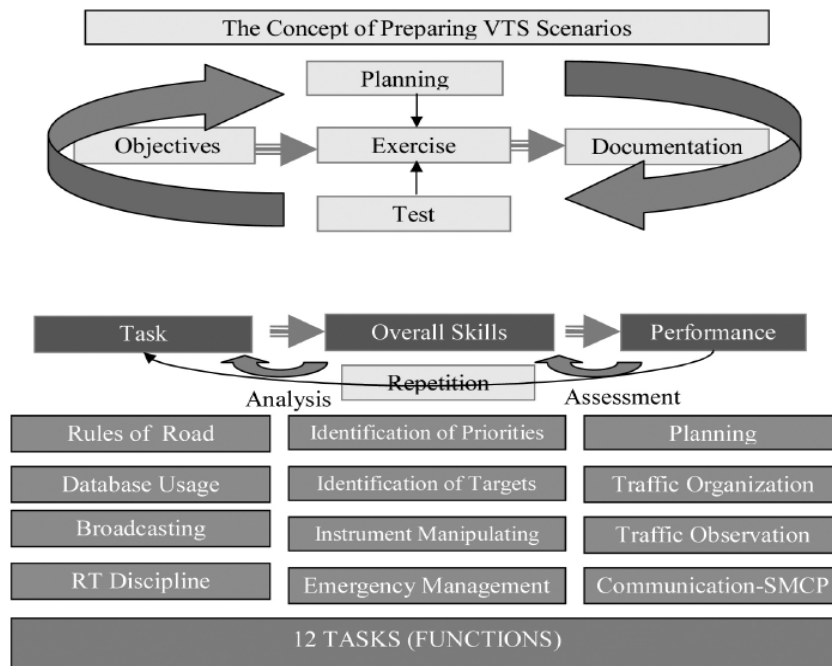 The Concept of Preparing VTS Scenarios
Planning
Objectives
Exercise
Documentation
Test
Task
Overall Skills
Performance
Repetition
Analysis
Assessment
Rules of Road
Identification of Priorities
Planning
Database Usage
Identification of Targets
Traffic Organization
Broadcasting
Instrument Manipulating
Traffic Observation
RT Discipline
Emergency Management
Communication-SMCP
12 TASKS (FUNCTIONS)